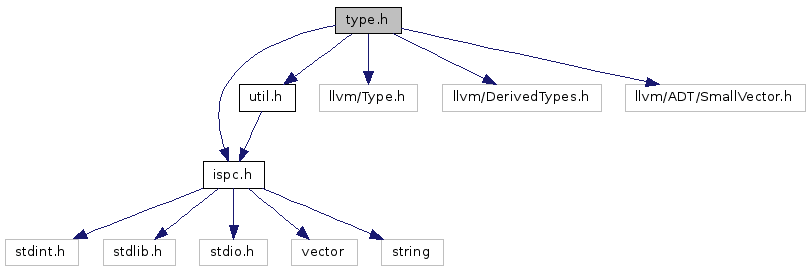 type.h
util.h
llvm/Type.h
llvm/DerivedTypes.h
llvm/ADT/SmallVector.h
ispc.h
stdint.h
stdlib.h
stdio.h
vector
string